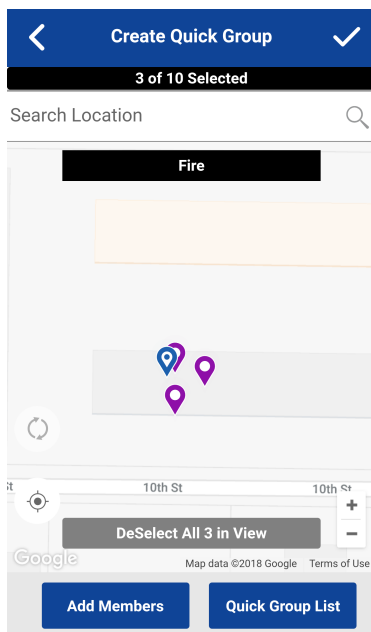 Create Quick Group
3 of 10 Selected
Search Location
Fire
St 10th St 10th St
+
DeSelect All 3 in View
−
Google Map data ©2018 Google Terms of Use
Add Members Quick Group List